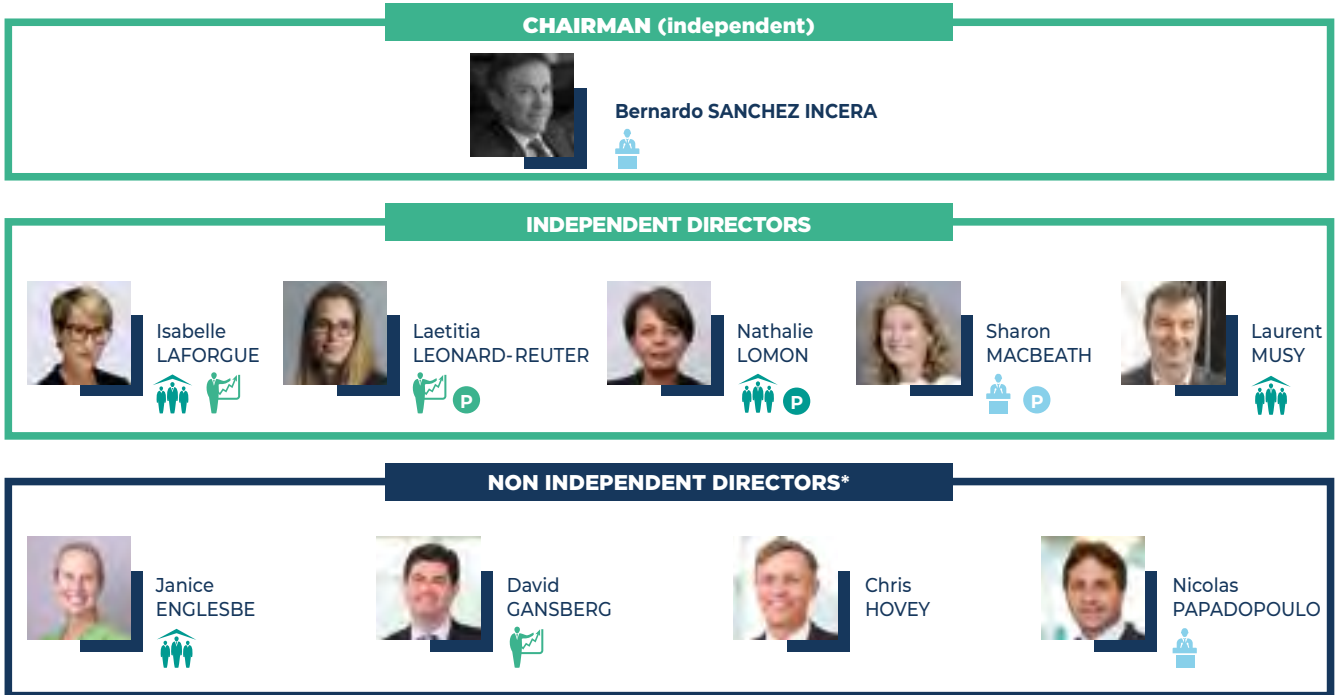 CHAIRMAN (independent)
Bernardo SANCHEZ INCERA
INDEPENDENT DIRECTORS
Isabelle
LAFORGUE
Laetitia
LEONARD-REUTER
P
Nathalie
LOMON
P
Sharon
MACBEATH
P
Laurent
MUSY
NON INDEPENDENT DIRECTORS*
Janice
ENGLESBE
David
GANSBERG
Chris
HOVEY
Nicolas
PAPADOPOULO